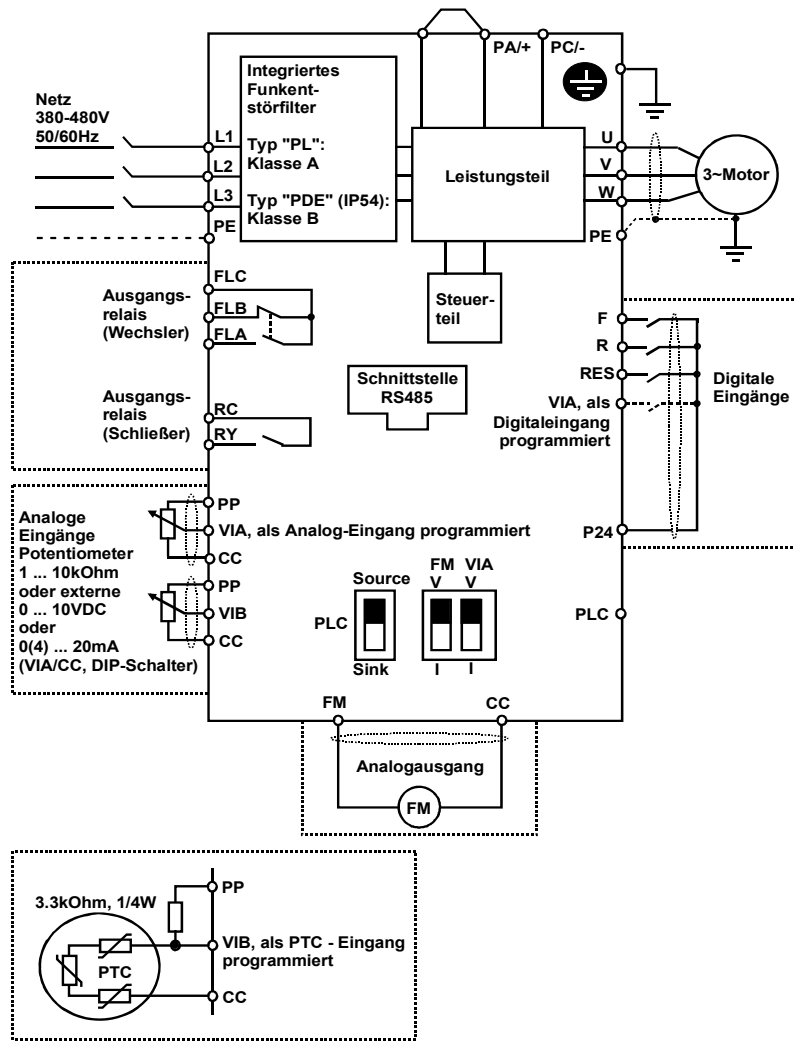 PA/+
PC/-
Netz
380-480V
50/60Hz
Integriertes
Funkent-
störfilter
Typ "PL":
Klasse A
Typ "PDE" (IP54):
Klasse B
L1
L2
L3
PE
Leistungsteil
U
V
W
PE
3~Motor
Steuer-
teil
Ausgangs-
relais
(Wechsler)
FLC
FLB
FLA
Ausgangs-
relais
(Schließer)
RC
RY
Schnittstelle
RS485
F
R
RES
VIA, als
Digitaleingang
programmiert
P24
PLC
Digitale
Eingänge
Analoge
Eingänge
Potentiometer
1 ... 10kOhm
oder externe
0 ... 10VDC
oder
0(4) ... 20mA
(VIA/CC, DIP-Schalter)
PP
VIA, als Analog-Eingang programmiert
CC
PP
VIB
CC
Source
PLC
Sink
FM VIA
V V
I I
FM
CC
Analogausgang
FM
3.3kOhm, 1/4W
PTC
PP
VIB, als PTC - Eingang
programmiert
CC